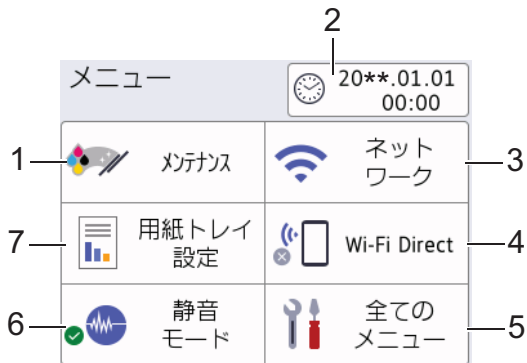 2
メニュー
20**.01.01
00:00
1
メンテナンス
ネット
ワーク
3
7
用紙トレイ
設定
Wi-Fi Direct
4
6
静音
モード
全ての
メニュー
5